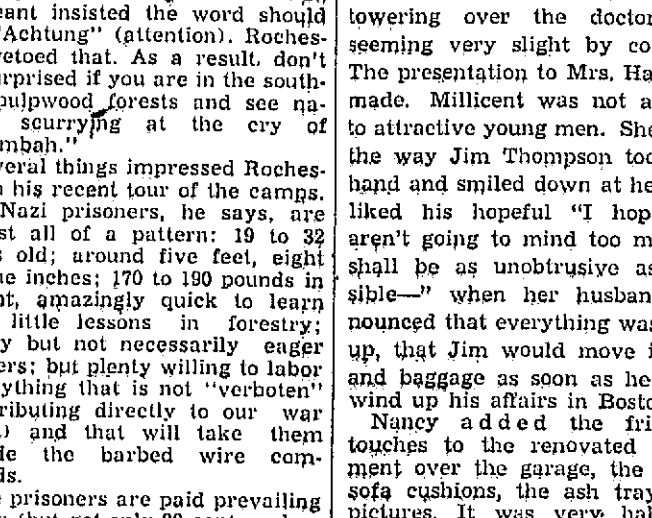 eant insisted the word should
"Achtung" (attention). Roches-
etoed that. As a result, don't
urprised if you are in the south-
pulpwood forests and see na-
scurrying at the cry of
mbah."
veral things impressed Roches-
n his recent tour of the camps.
Nazi prisoners, he says, are
st all of a pattern: 19 to 32
s old; around five feet, eight
ne inches; 170 to 190 pounds in
ht, amazingly quick to learn
little lessons in forestry;
y but not necessarily eager
ers; but plenty willing to labor
ything that is not "verboten"
ributing directly to our war
) and that will take them
de the barbed wire com-
ds.
prisoners are paid prevailing
towering over the doctor
seeming very slight by co
The presentation to Mrs. Ha
made. Millicent was not a
to attractive young men. She
the way Jim Thompson too
hand and smiled down at he
liked his hopeful "I hop
aren't going to mind too m
shall be as unobtrusive as
sible—" when her husban
nounced that everything was
up, that Jim would move i
and baggage as soon as he
wind up his affairs in Bosto
Nancy added the fri
touches to the renovated
ment over the garage, the
sofa cushions, the ash tray
pictures. It was very hab